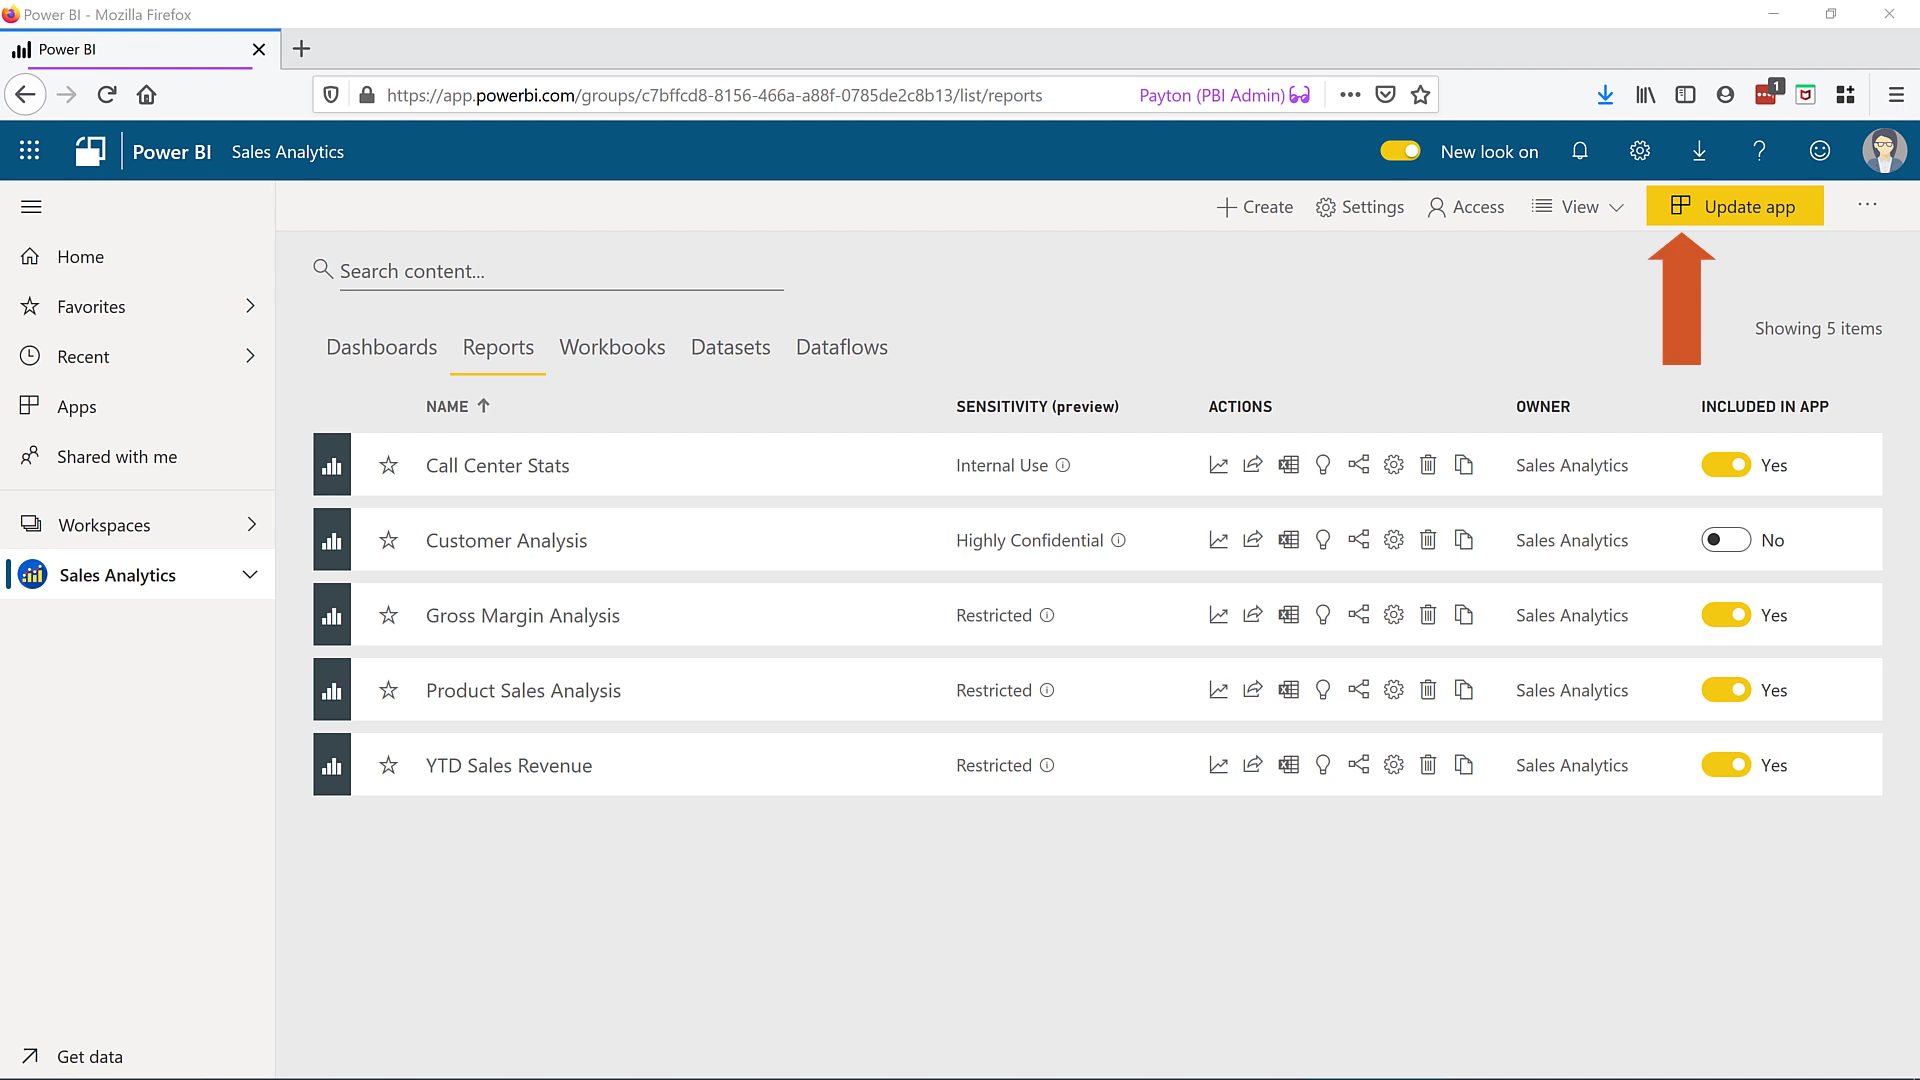 Power BI - Mozilla Firefox
Power BI
https://app.powerbi.com/groups/c7bffcd8-8156-466a-a88f-0785de2c8b13/list/reports
Payton (PBI Admin)
1
Power BI
Sales Analytics
New look on
Create
Settings
Access
View
Update app
Home
Favorites
Recent
Apps
Shared with me
Workspaces
Sales Analytics
Get data
Search content...
Showing 5 items
Dashboards Reports Workbooks Datasets Dataflows
NAME SENSITIVITY (preview) ACTIONS OWNER INCLUDED IN APP
Call Center Stats Internal Use Sales Analytics Yes
Customer Analysis Highly Confidential Sales Analytics No
Gross Margin Analysis Restricted Sales Analytics Yes
Product Sales Analysis Restricted Sales Analytics Yes
YTD Sales Revenue Restricted Sales Analytics Yes